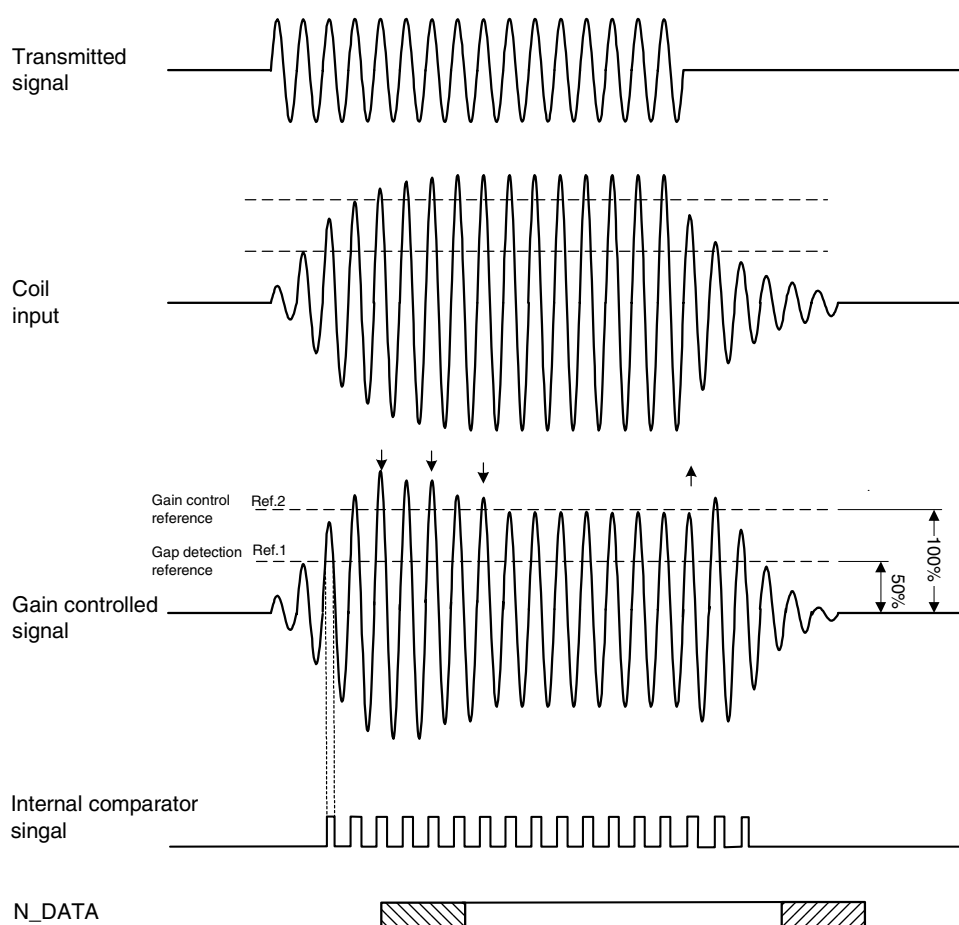 Transmitted
signal
Coil
input
Gain control
reference
Ref.2
Gap detection
reference
Ref.1
100%
50%
Gain controlled
signal
Internal comparator
singal
N_DATA